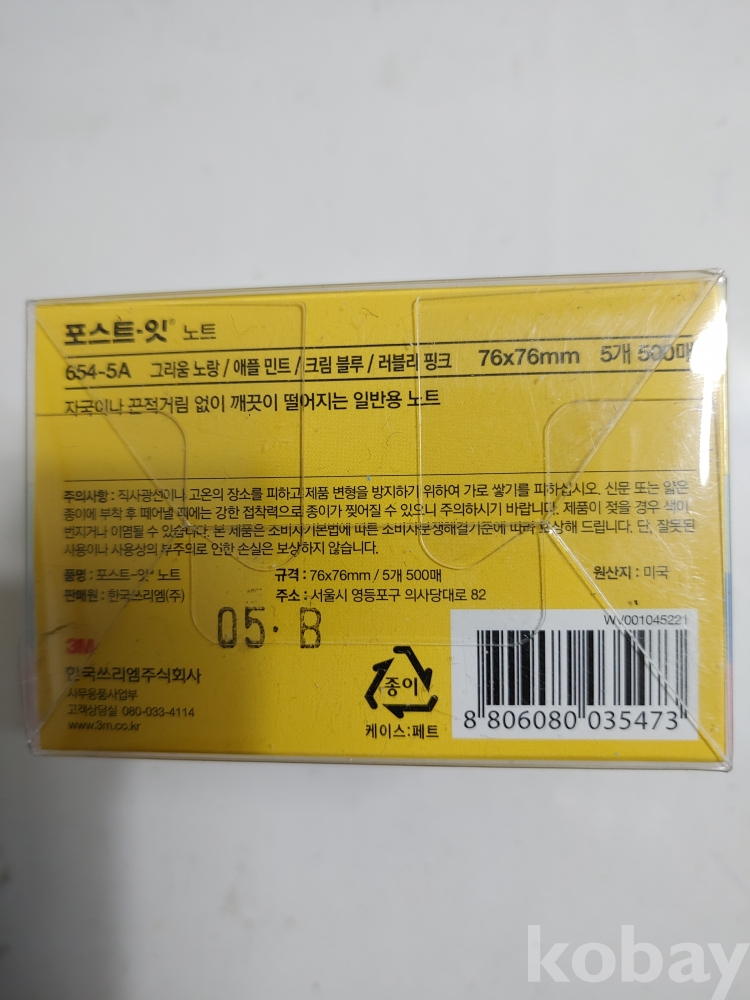 포스트-잇® 노트
654-5A 그리움 노랑 / 애플 민트 / 크림 블루 / 러블리 핑크 76x76mm 5개 500매
자국이나 끈적거림 없이 깨끗이 떨어지는 일반용 노트
주의사항 : 직사광선이나 고온의 장소를 피하고 제품 변형을 방지하기 위하여 가로 쌓기를 피하십시오. 신문 또는 얇은
종이에 부착 후 떼어낼 때에는 강한 접착력으로 종이가 찢어질 수 있으니 주의하시기 바랍니다. 제품이 젖을 경우 색이
번지거나 이염될 수 있습니다. 본 제품은 소비자기본법에 따른 소비자분쟁해결기준에 따라 보상해 드립니다. 단, 잘못된
사용이나 사용상의 부주의로 인한 손실은 보상하지 않습니다.
품명 : 포스트-잇® 노트 규격 : 76x76mm / 5개 500매 원산지 : 미국
판매원 : 한국쓰리엠(주) 주소 : 서울시 영등포구 의사당대로 82
05. B
WV001045221
3M
한국쓰리엠주식회사
사무용품사업부
고객상담실 080-033-4114
www.3m.co.kr
종이
케이스:페트
8 806080 035473
kobay